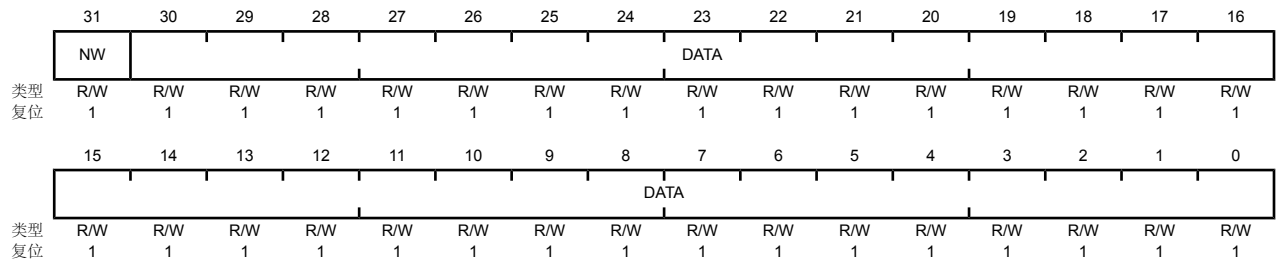 31 30 29 28 27 26 25 24 23 22 21 20 19 18 17 16
NW DATA
类型 R/W R/W R/W R/W R/W R/W R/W R/W R/W R/W R/W R/W R/W R/W R/W R/W
复位 1 1 1 1 1 1 1 1 1 1 1 1 1 1 1 1
15 14 13 12 11 10 9 8 7 6 5 4 3 2 1 0
DATA
类型 R/W R/W R/W R/W R/W R/W R/W R/W R/W R/W R/W R/W R/W R/W R/W R/W
复位 1 1 1 1 1 1 1 1 1 1 1 1 1 1 1 1